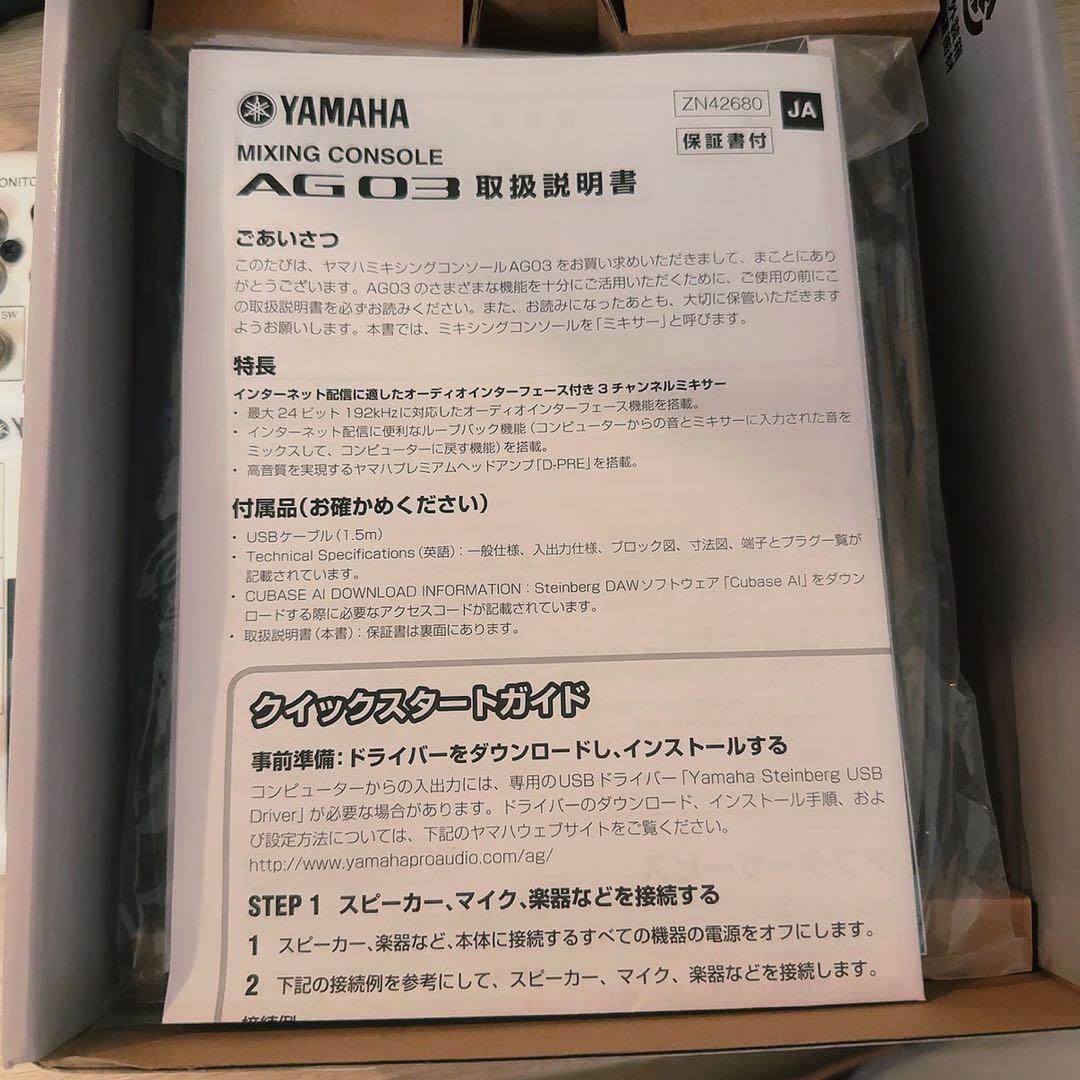 YAMAHA
ZN42680
JA
保証書付
MIXING CONSOLE
AG03 取扱説明書
ごあいさつ
このたびは、ヤマハミキシングコンソールAG03をお買い求めいただきまして、まことにあり
がとうございます。AG03のさまざまな機能を十分にご活用いただくために、ご使用の前にこ
の取扱説明書を必ずお読みください。また、お読みになったあとも、大切に保管いただきます
ようお願いします。本書では、ミキシングコンソールを「ミキサー」と呼びます。
特長
インターネット配信に適したオーディオインターフェース付き3チャンネルミキサー
・ 最大24ビット 192kHzに対応したオーディオインターフェース機能を搭載。
・ インターネット配信に便利なループバック機能(コンピューターからの音とミキサーに入力された音を
ミックスして、コンピューターに戻す機能)を搭載。
・ 高音質を実現するヤマハプレミアムヘッドアンプ「D-PRE」を搭載。
付属品(お確かめください)
・ USBケーブル(1.5m)
・ Technical Specifications(英語):一般仕様、入出力仕様、ブロック図、寸法図、端子とプラグ一覧が
記載されています。
・ CUBASE AI DOWNLOAD INFORMATION:Steinberg DAWソフトウェア「Cubase AI」をダウン
ロードする際に必要なアクセスコードが記載されています。
・ 取扱説明書(本書):保証書は裏面にあります。
クイックスタートガイド
事前準備:ドライバーをダウンロードし、インストールする
コンピューターからの入出力には、専用のUSBドライバー「Yamaha Steinberg USB
Driver」が必要な場合があります。ドライバーのダウンロード、インストール手順、およ
び設定方法については、下記のヤマハウェブサイトをご覧ください。
http://www.yamahaproaudio.com/ag/
STEP 1 スピーカー、マイク、楽器などを接続する
1 スピーカー、楽器など、本体に接続するすべての機器の電源をオフにします。
2 下記の接続例を参考にして、スピーカー、マイク、楽器などを接続します。
接続例
SW